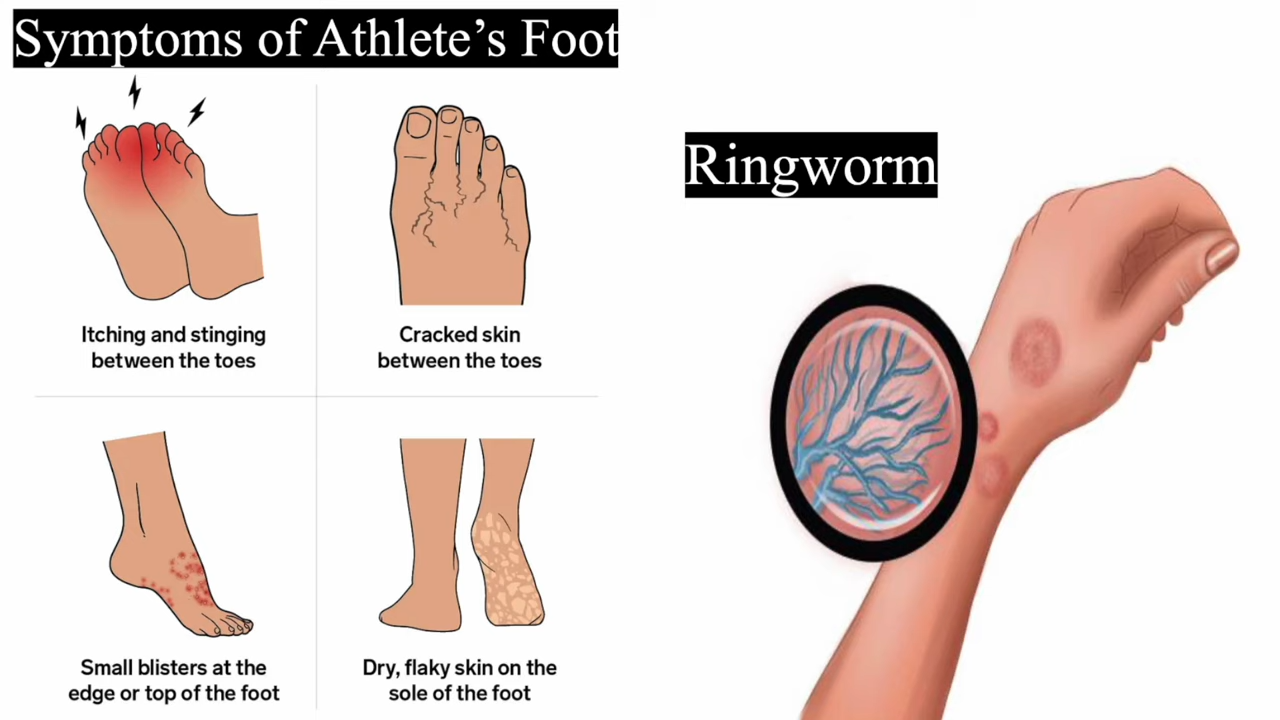 Symptoms of Athlete's Foot
Itching and stinging
between the toes
Cracked skin
between the toes
Small blisters at the
edge or top of the foot
Dry, flaky skin on the
sole of the foot
Ringworm